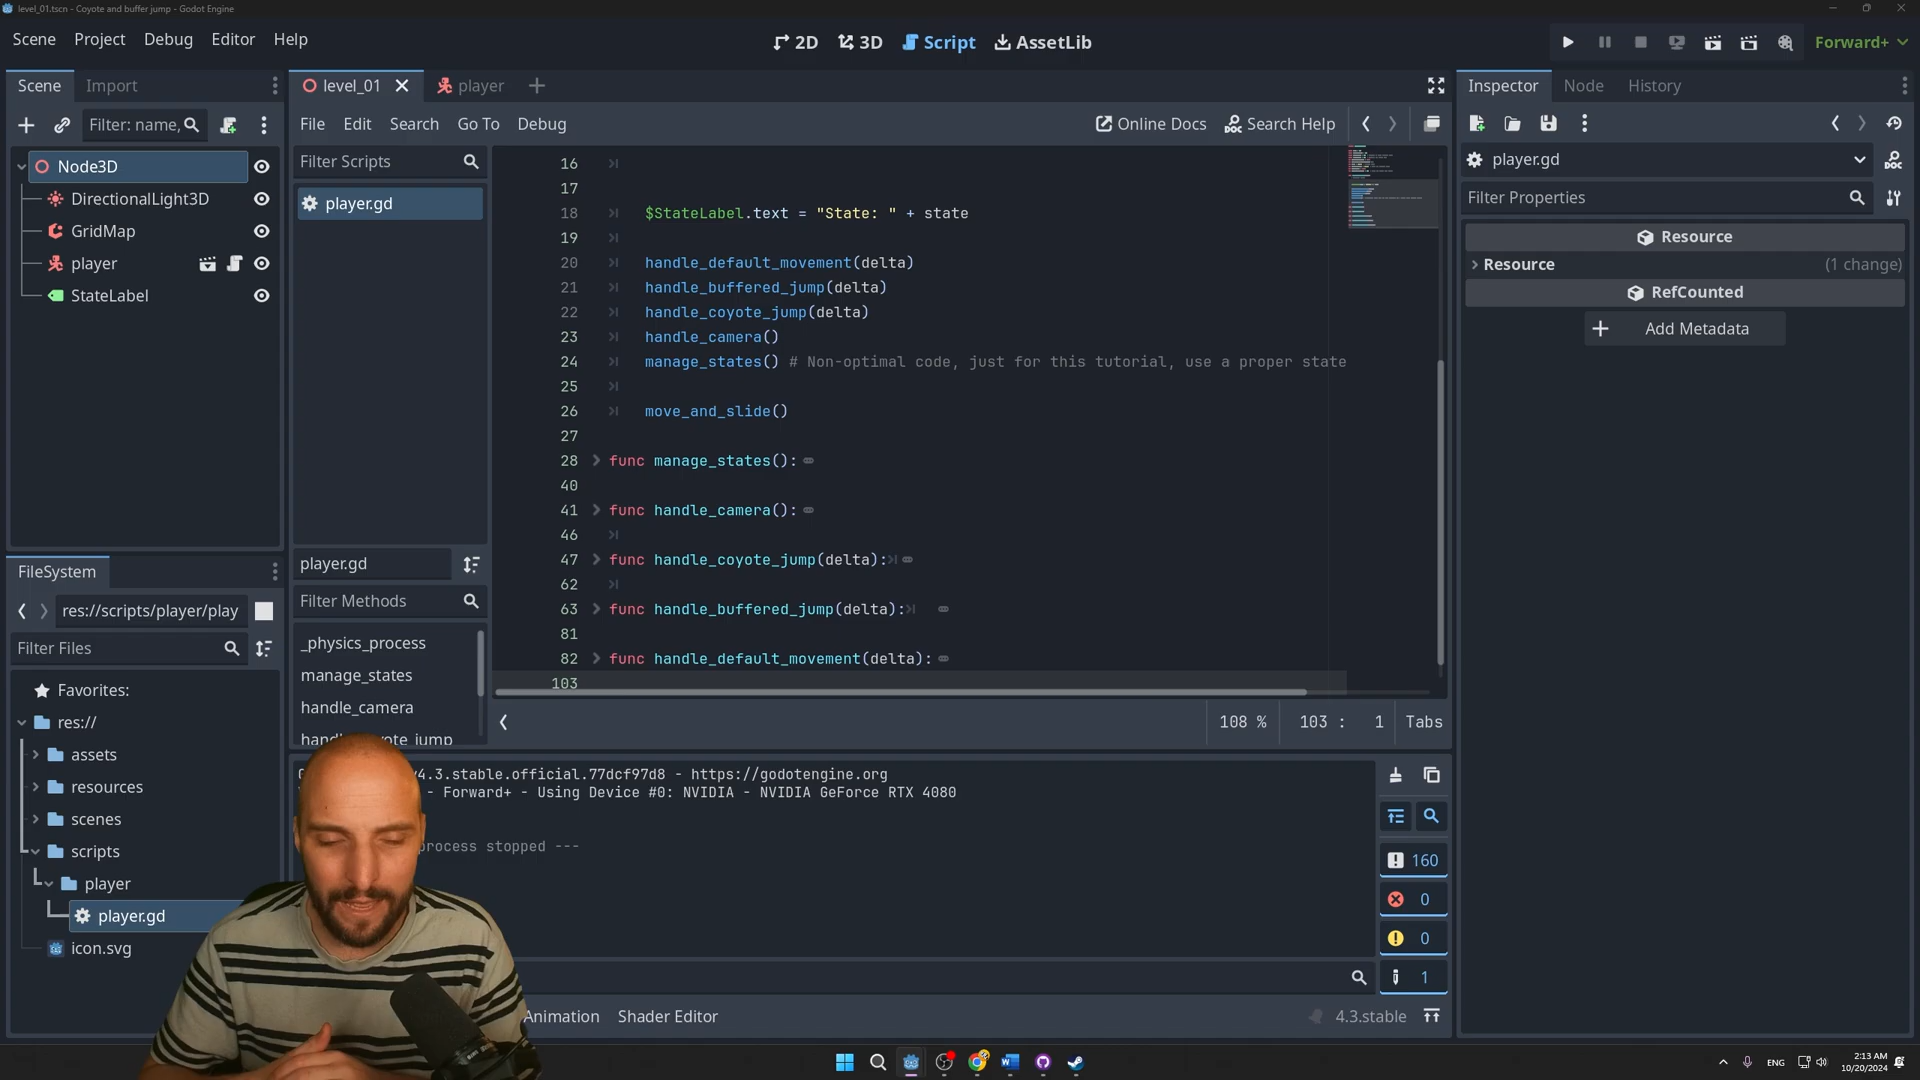 level_01.tscn - Coyote and buffer jump - Godot Engine
Scene Project Debug Editor Help
2D 3D Script AssetLib
Forward+
Scene Import
level_01 player
Inspector Node History
Filter: name,
File Edit Search Go To Debug
Online Docs Search Help
Node3D
DirectionalLight3D
GridMap
player
StateLabel
Filter Scripts
player.gd
player.gd
Filter Methods
_physics_process
manage_states
handle_camera
16
17
18 $StateLabel.text = "State: " + state
19
20 handle_default_movement(delta)
21 handle_buffered_jump(delta)
22 handle_coyote_jump(delta)
23 handle_camera()
24 manage_states() # Non-optimal code, just for this tutorial, use a proper state
25
26 move_and_slide()
27
28 func manage_states():
40
41 func handle_camera():
46
47 func handle_coyote_jump(delta):
62
63 func handle_buffered_jump(delta):
81
82 func handle_default_movement(delta):
103
108 % 103 : 1 Tabs
player.gd
Filter Properties
Resource
Resource (1 change)
RefCounted
Add Metadata
FileSystem
res://scripts/player/play
Filter Files
Favorites:
res://
assets
resources
scenes
scripts
player
player.gd
icon.svg
v4.3.stable.official.77dcf97d8 - https://godotengine.org
- Forward+ - Using Device #0: NVIDIA - NVIDIA GeForce RTX 4080
process stopped ---
160
0
0
1
Animation Shader Editor
4.3.stable
ENG
2:13 AM
10/20/2024